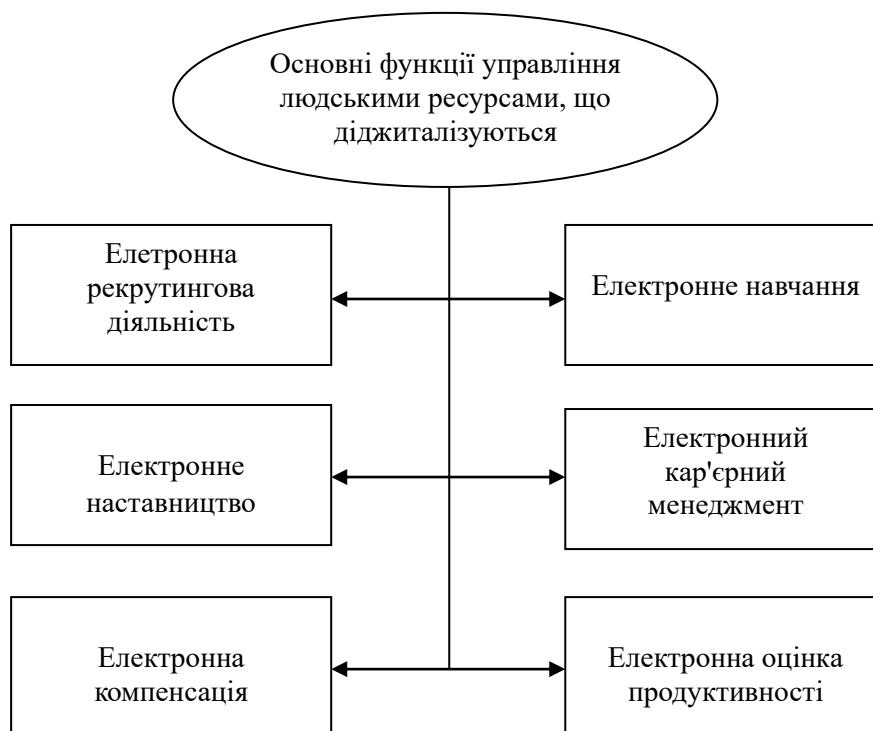 Основні функції управління
людськими ресурсами, що
діджиталізуються
Елетронна
рекрутингова
діяльність
Електронне навчання
Електронне
наставництво
Електронний
кар'єрний
менеджмент
Електронна
компенсація
Електронна оцінка
продуктивності